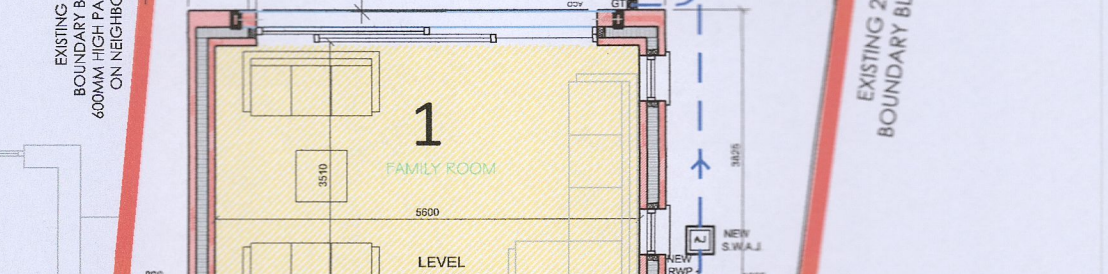 EXISTING
BOUNDARY B
600MM HIGH PA
ON NEIGHBO
ACO
GT
1
FAMILY ROOM
3510
5600
LEVEL
3825
NEW
S.W.A.J.
NEW
RWP
EXISTING 2
BOUNDARY BL